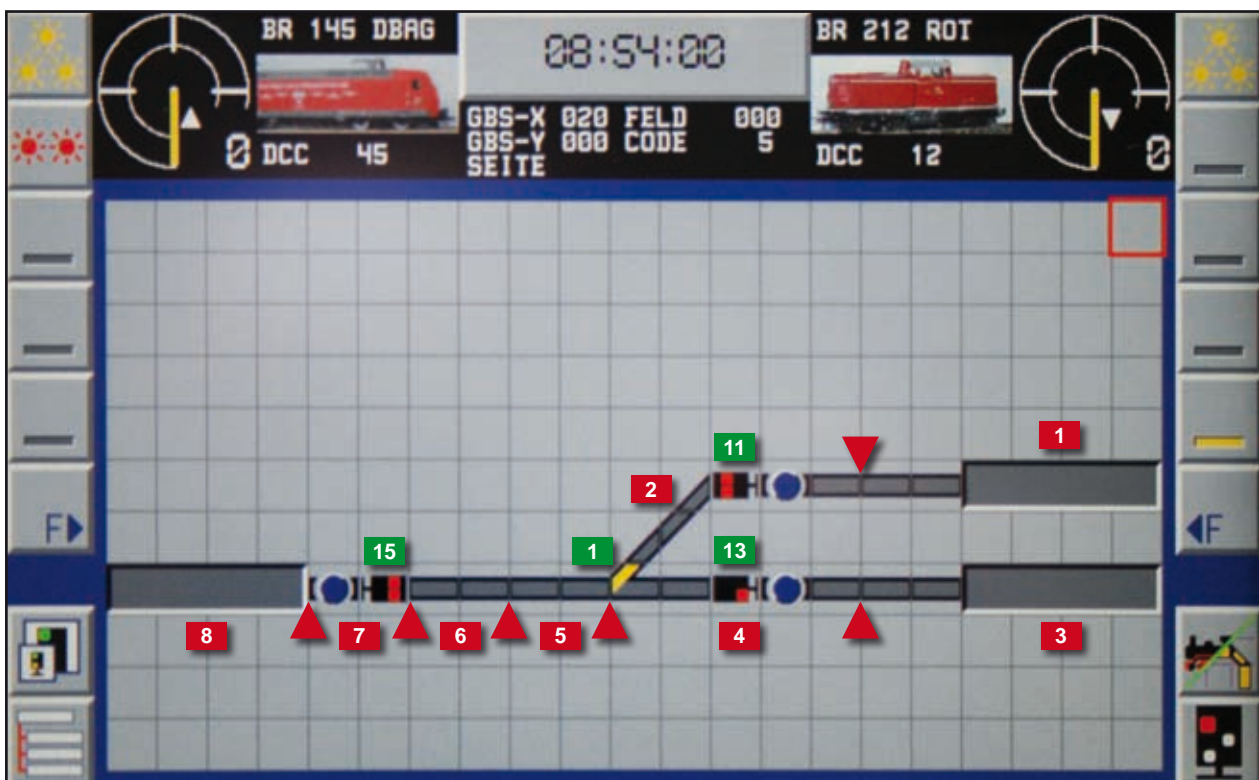 BR 145 DBAG
08:54:00
BR 212 ROT
GBS-X 020 FELD 000
GBS-Y 000 CODE 5
SEITE
0 DCC 45
DCC 12 0
11
1
2
15
1
13
F
F
8
7
6
5
4
3